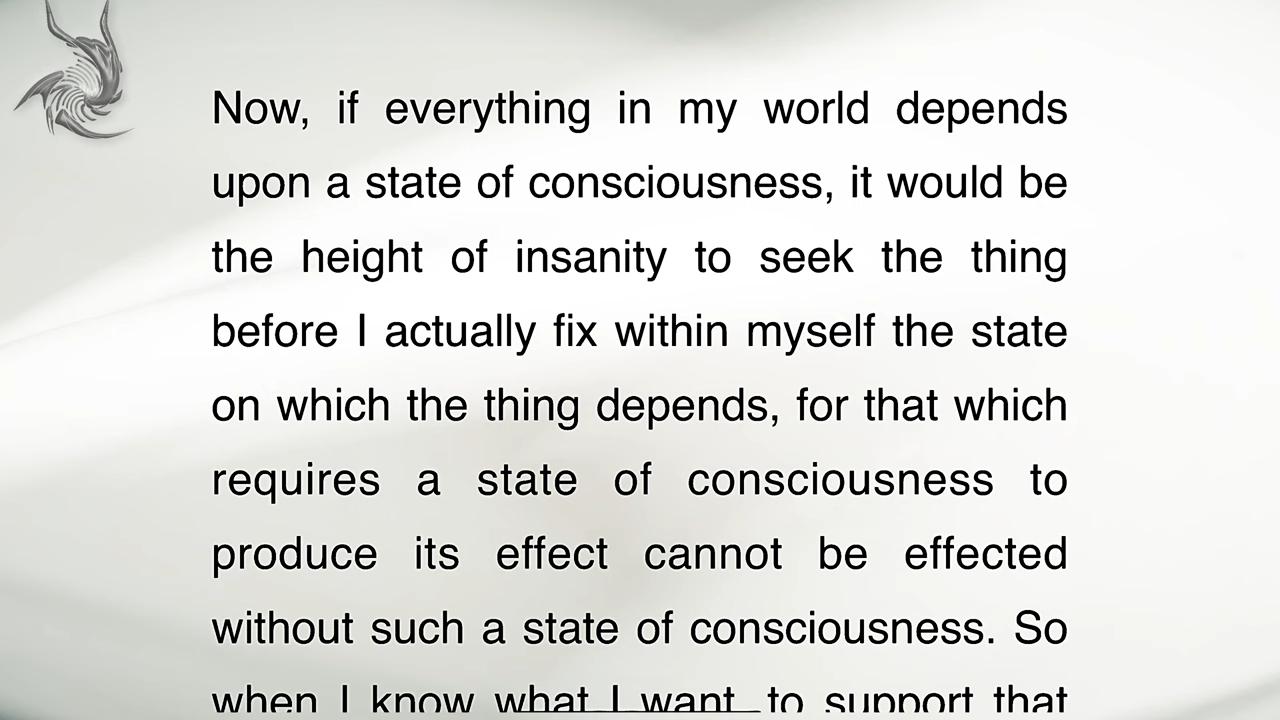 Now, if everything in my world depends
upon a state of consciousness, it would be
the height of insanity to seek the thing
before I actually fix within myself the state
on which the thing depends, for that which
requires a state of consciousness to
produce its effect cannot be effected
without such a state of consciousness. So
when I know what I want to support that